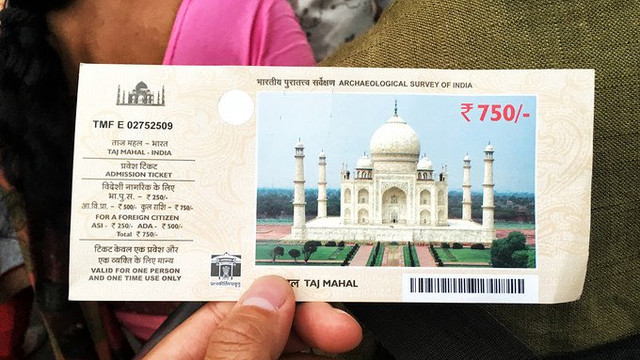 भारतीय पुरातत्त्व सर्वेक्षण ARCHAEOLOGICAL SURVEY OF INDIA
₹ 750/-
TMF E 02752509
ताज महल – भारत
TAJ MAHAL - INDIA
प्रवेश टिकट
ADMISSION TICKET
विदेशी नागरिक के लिए
भा.पु.स. - ₹ 250/-
आ.वि.प्रा. - ₹ 500/- कुल राशि - ₹ 750/-
FOR A FOREIGN CITIZEN
ASI - ₹ 250/- ADA - ₹ 500/-
Total ₹ 750/-
टिकट केवल एक प्रवेश और
एक व्यक्ति के लिए मान्य
VALID FOR ONE PERSON
AND ONE TIME USE ONLY
TAJ MAHAL